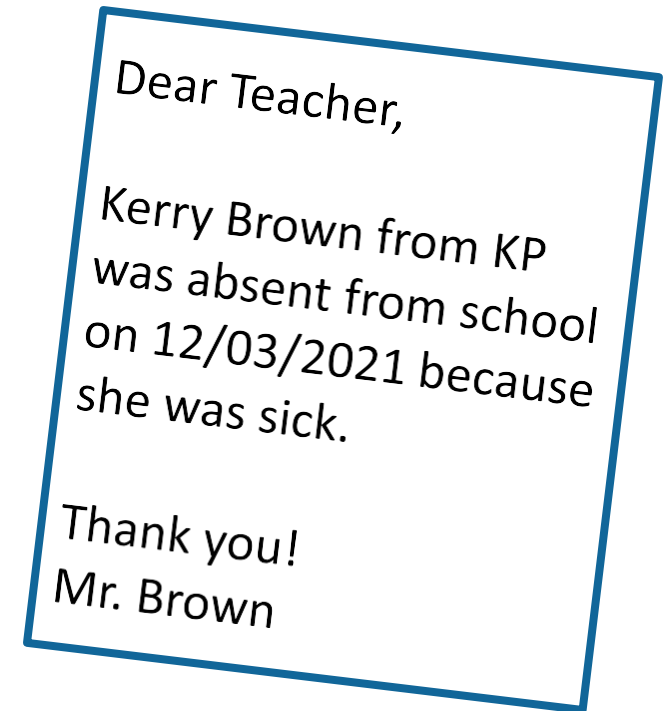 Dear Teacher,
Kerry Brown from KP
was absent from school
on 12/03/2021 because
she was sick.
Thank you!
Mr. Brown